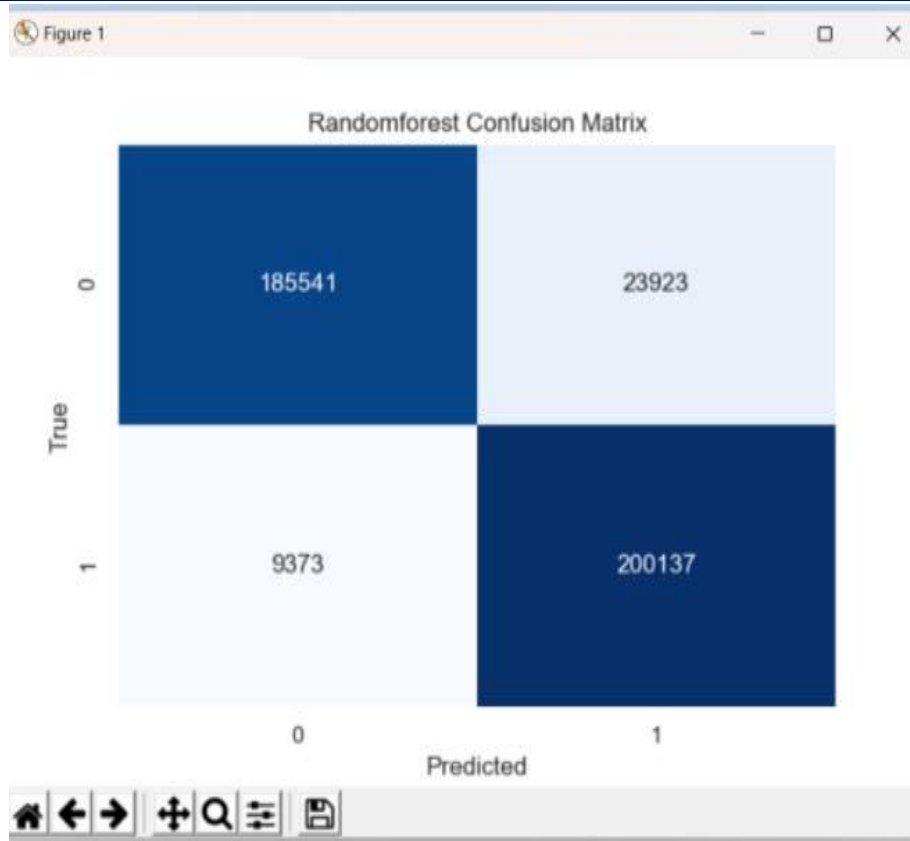 Figure 1
Randomforest Confusion Matrix
0
185541
23923
True
1
9373
200137
0
1
Predicted